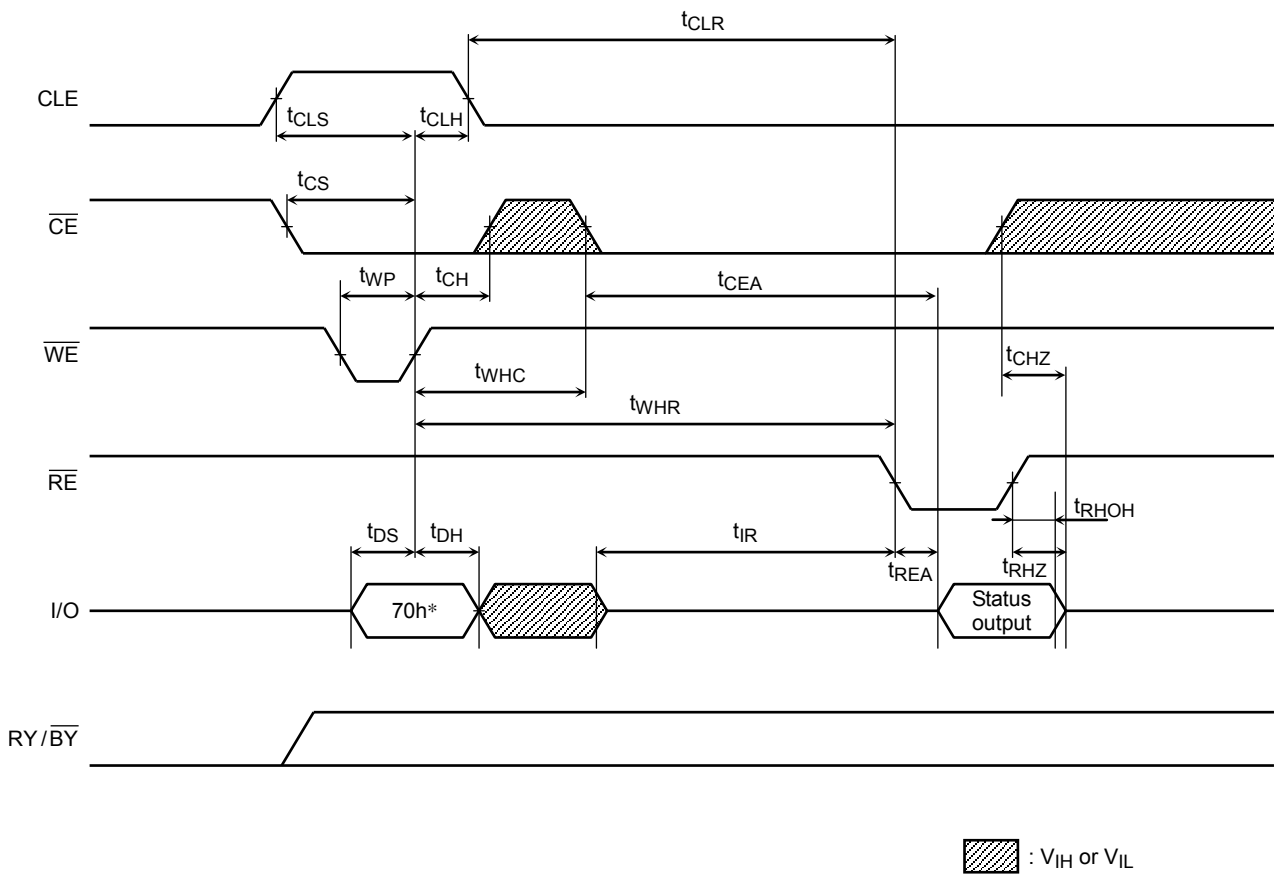 tCLR
CLE
tCLS
tCLH
tCS
CE
tWP
tCH
tCEA
WE
tCHZ
tWHC
tWHR
RE
tRHOH
tDS
tDH
tIR
tREA
tRHZ
I/O
70h*
Status
output
RY/BY
: VIH or VIL